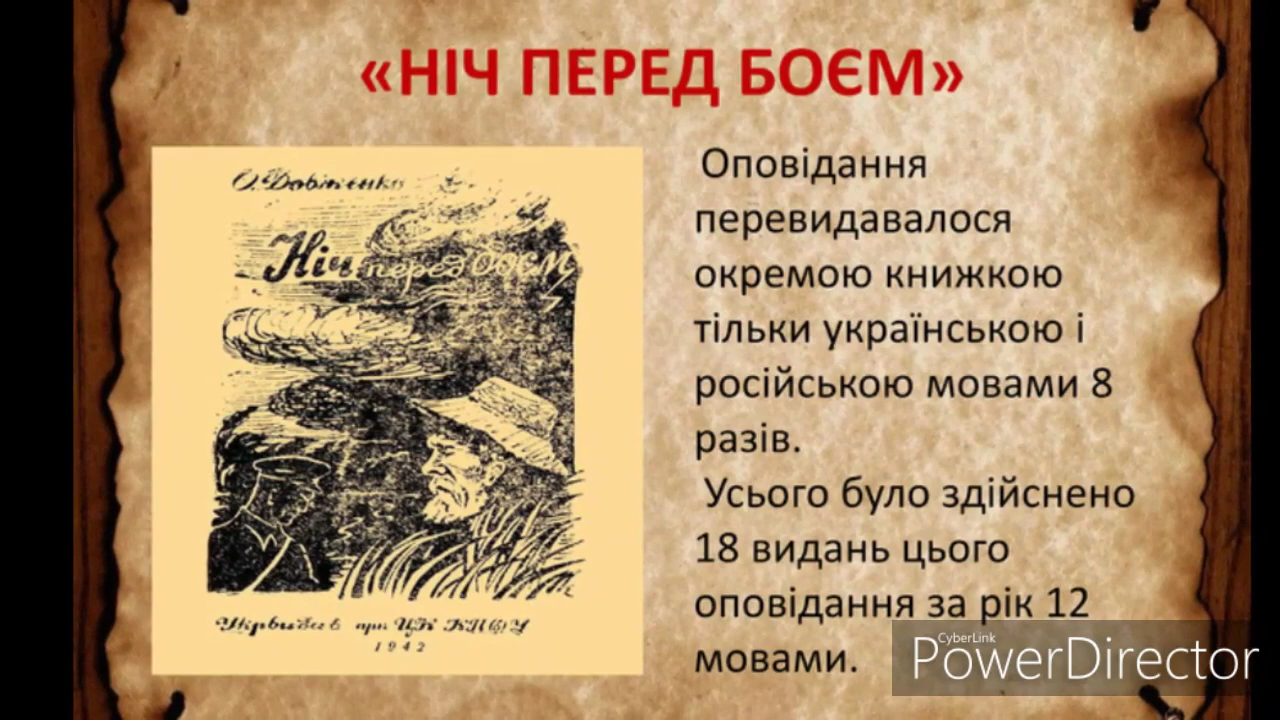 «НІЧ ПЕРЕД БОЄМ»
О. Довженко
Ніч перед боєм
при ЦК КП(б)У
1942
Оповідання
перевидавалося
окремою книжкою
тільки українською і
російською мовами 8
разів.
Усього було здійснено
18 видань цього
оповідання за рік 12
мовами.
CyberLink
PowerDirector